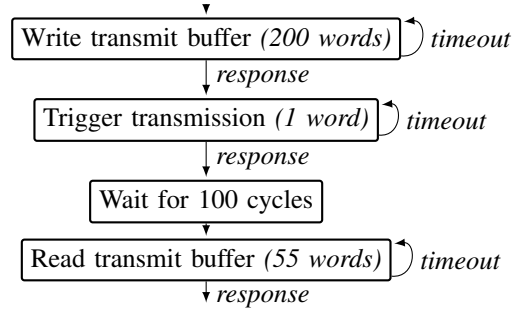 Write transmit buffer (200 words)
timeout
response
Trigger transmission (1 word)
timeout
response
Wait for 100 cycles
Read transmit buffer (55 words)
timeout
response